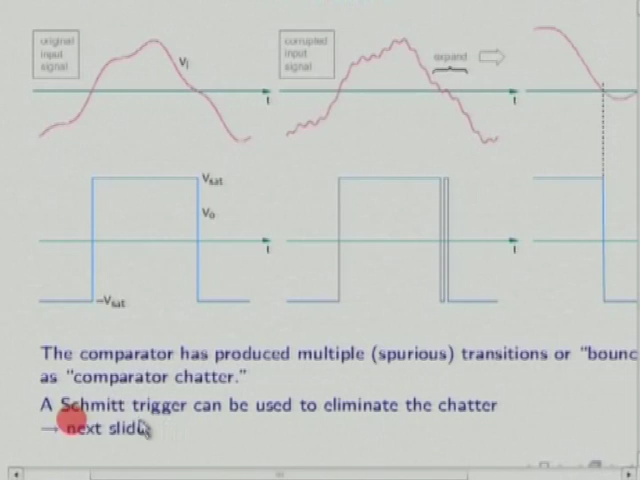 original
input
signal
Vi
t
corrupted
input
signal
expand
t
Vsat
Vo
t
−Vsat
t
The comparator has produced multiple (spurious) transitions or "bounc
as "comparator chatter."
A Schmitt trigger can be used to eliminate the chatter
→ next slide